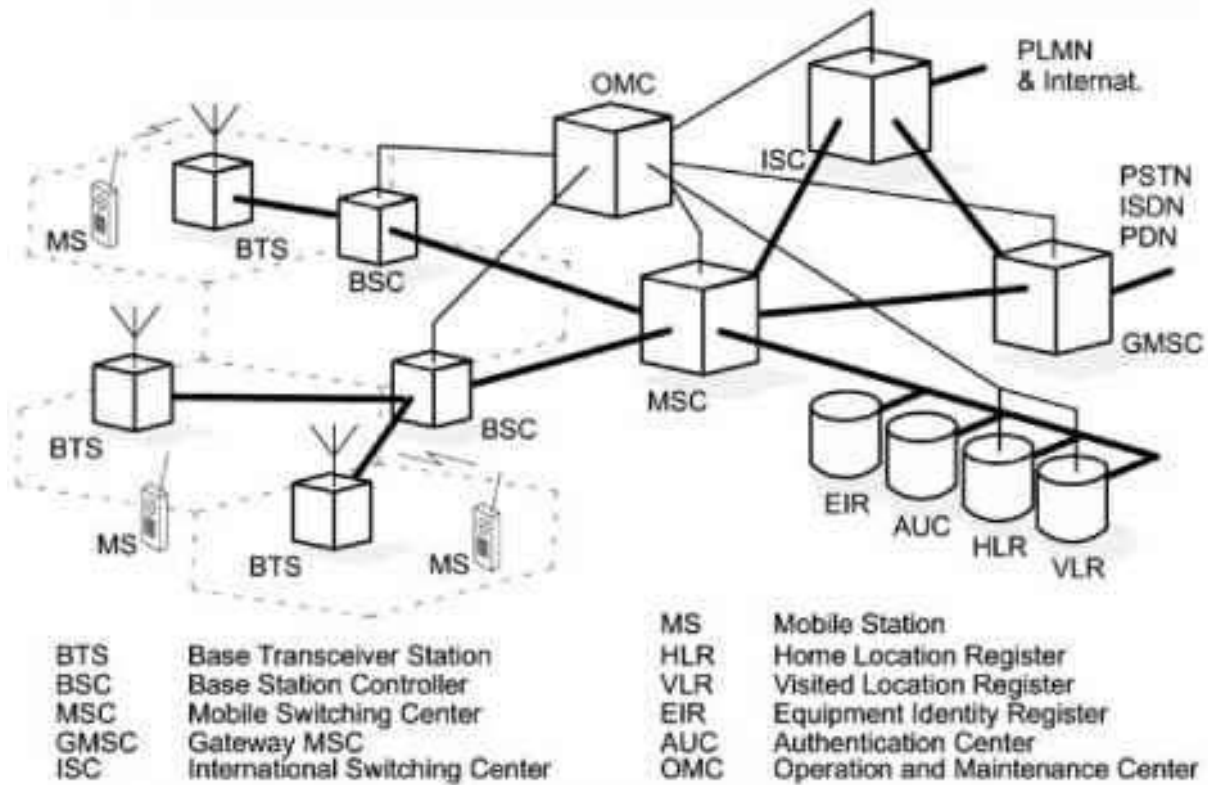 OMC
PLMN
& Internat.
ISC
PSTN
ISDN
PDN
MS
BTS
BSC
GMSC
MSC
BTS
BSC
EIR
AUC
HLR
VLR
MS
BTS
MS
BTS Base Transceiver Station
BSC Base Station Controller
MSC Mobile Switching Center
GMSC Gateway MSC
ISC International Switching Center
MS Mobile Station
HLR Home Location Register
VLR Visited Location Register
EIR Equipment Identity Register
AUC Authentication Center
OMC Operation and Maintenance Center